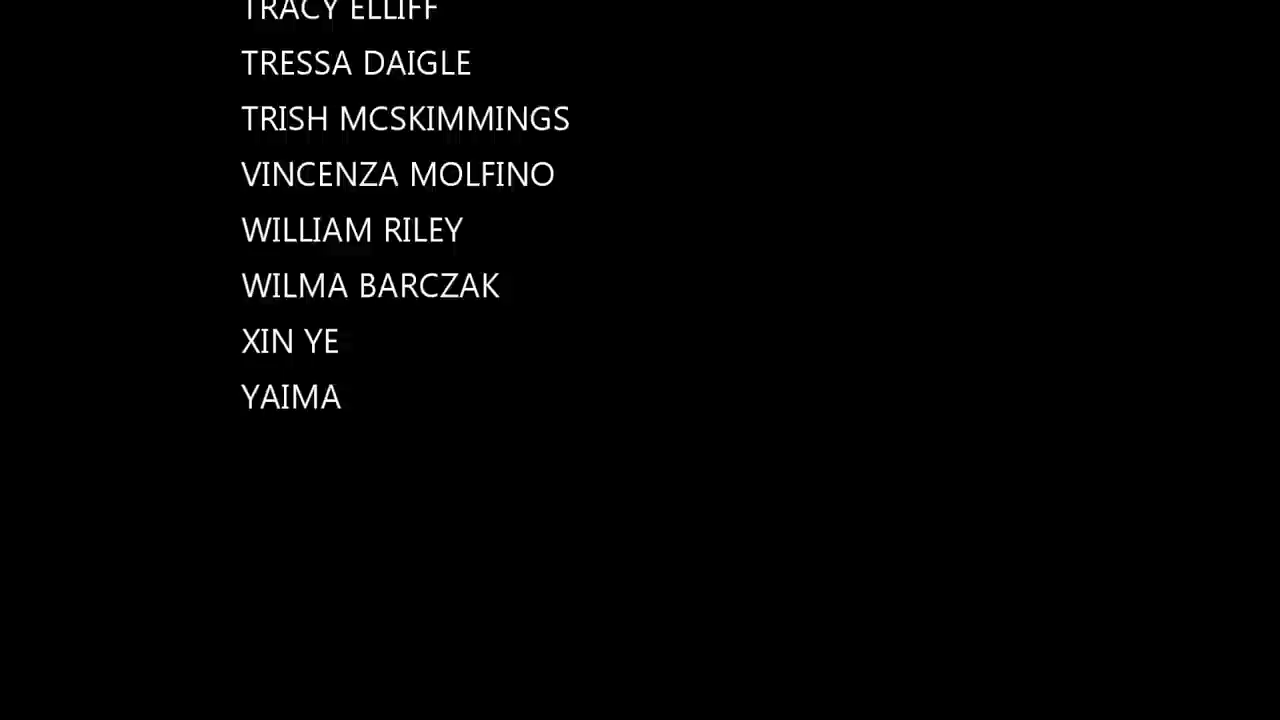 TRACY ELLIFF
TRESSA DAIGLE
TRISH MCSKIMMINGS
VINCENZA MOLFINO
WILLIAM RILEY
WILMA BARCZAK
XIN YE
YAIMA